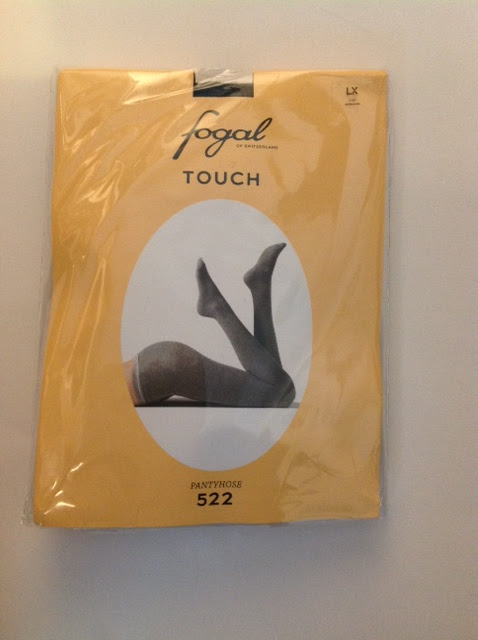 LX
fogal
OF SWITZERLAND
TOUCH
PANTYHOSE
522